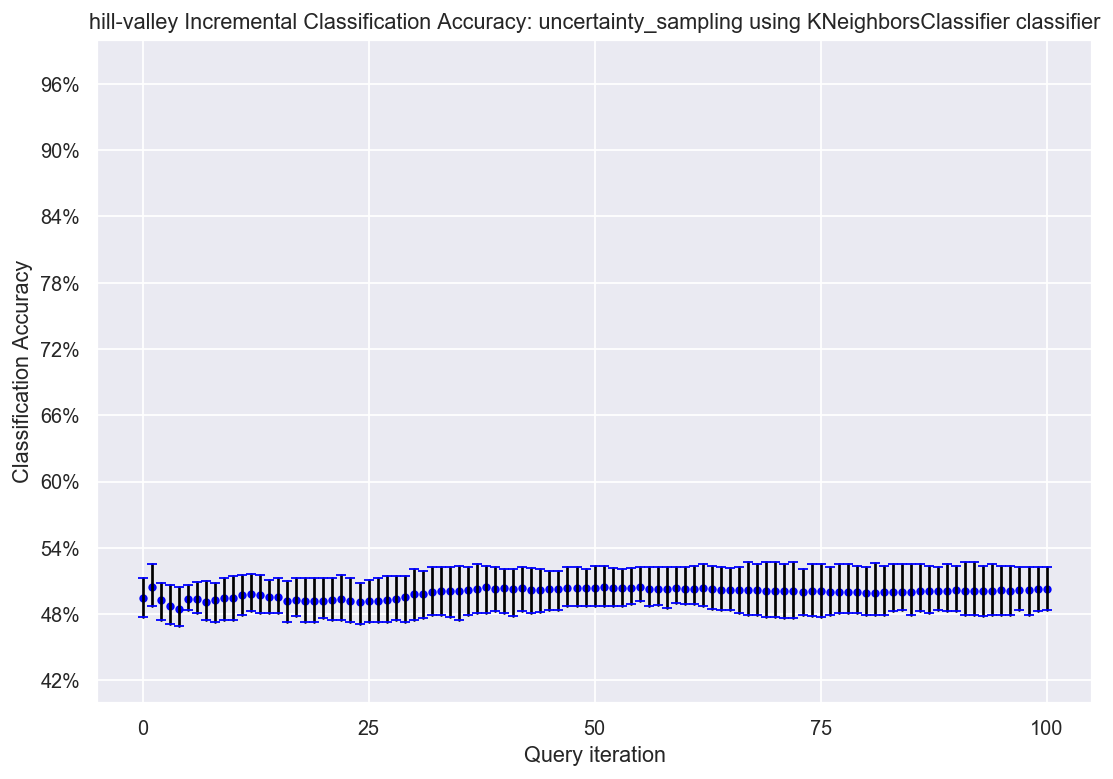 hill-valley Incremental Classification Accuracy: uncertainty_sampling using KNeighborsClassifier classifier
96%
90%
84%
78%
72%
66%
60%
54%
48%
42%
Classification Accuracy
0 25 50 75 100
Query iteration